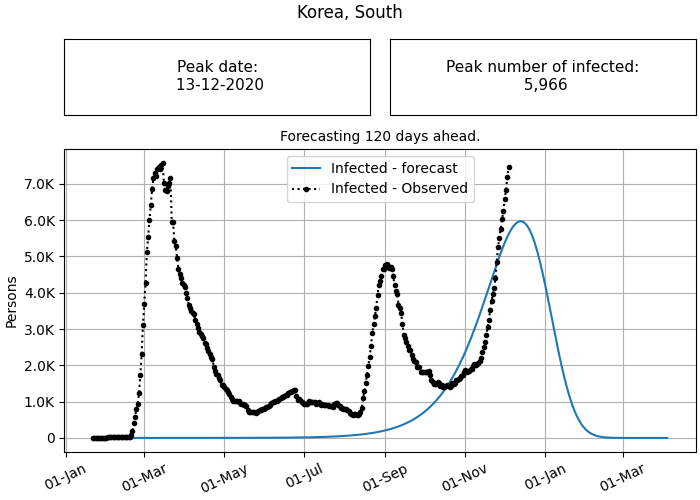 Korea, South
Peak date:
13-12-2020
Peak number of infected:
5,966
Forecasting 120 days ahead.
Infected - forecast
Infected - Observed
Persons
7.0K
6.0K
5.0K
4.0K
3.0K
2.0K
1.0K
0
01-Jan
01-Mar
01-May
01-Jul
01-Sep
01-Nov
01-Jan
01-Mar